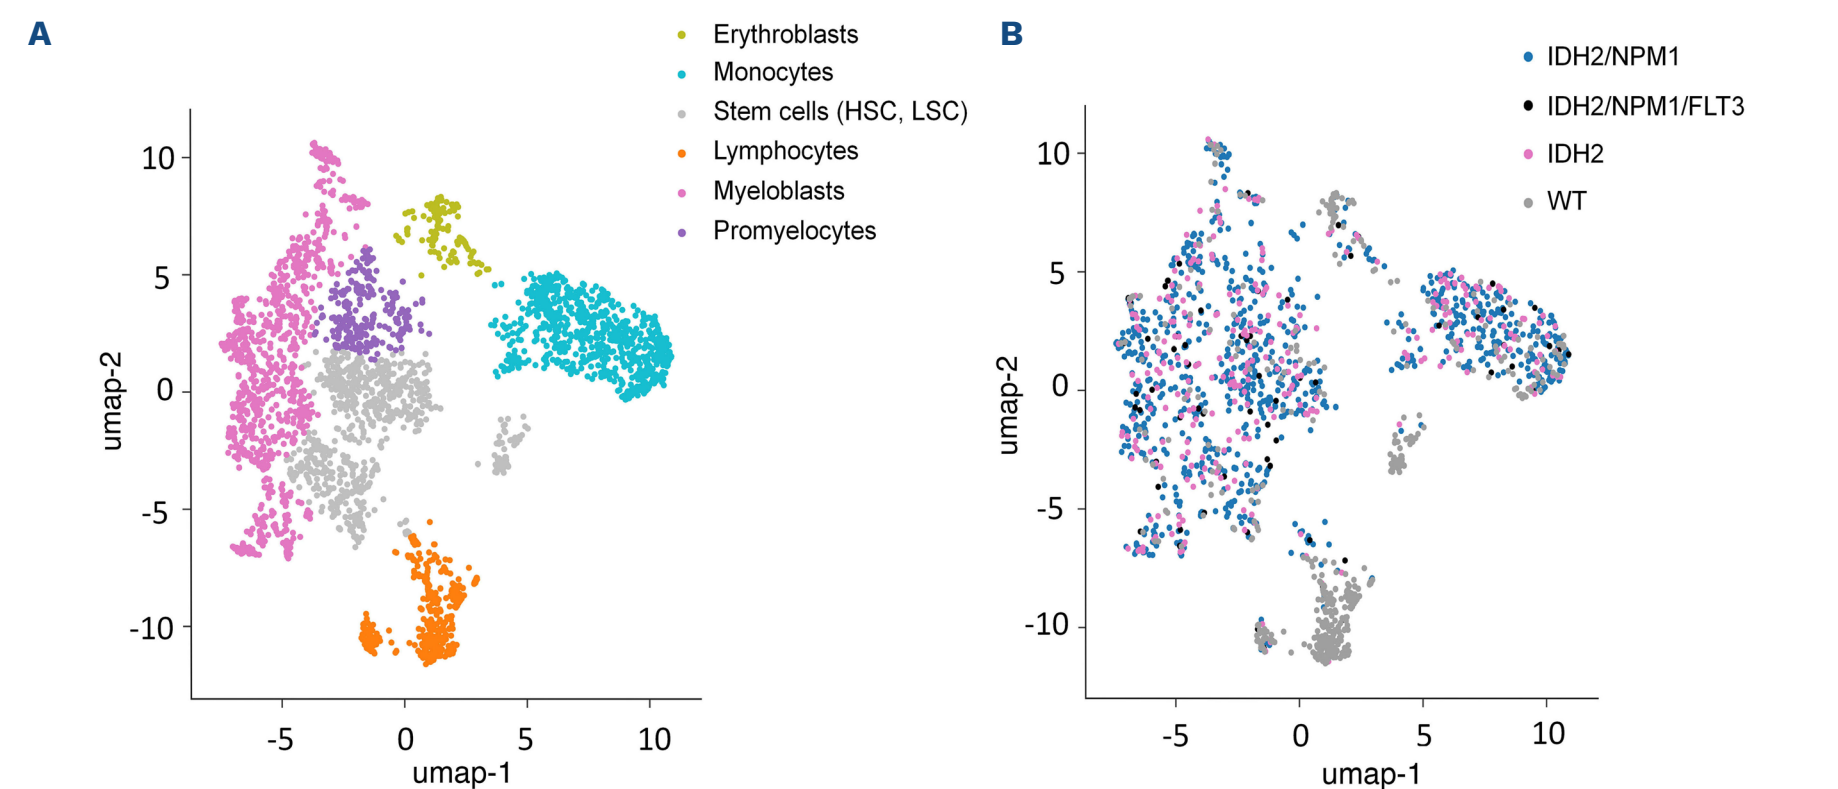 A
Erythroblasts
Monocytes
Stem cells (HSC, LSC)
Lymphocytes
Myeloblasts
Promyelocytes
10
5
0
-5
-10
umap-2
-5 0 5 10
umap-1
B
IDH2/NPM1
IDH2/NPM1/FLT3
IDH2
WT
10
5
0
-5
-10
umap-2
-5 0 5 10
umap-1